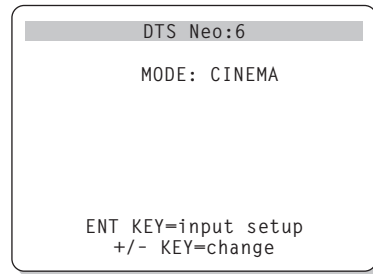 DTS Neo:6
MODE: CINEMA
ENT KEY=input setup
+/- KEY=change